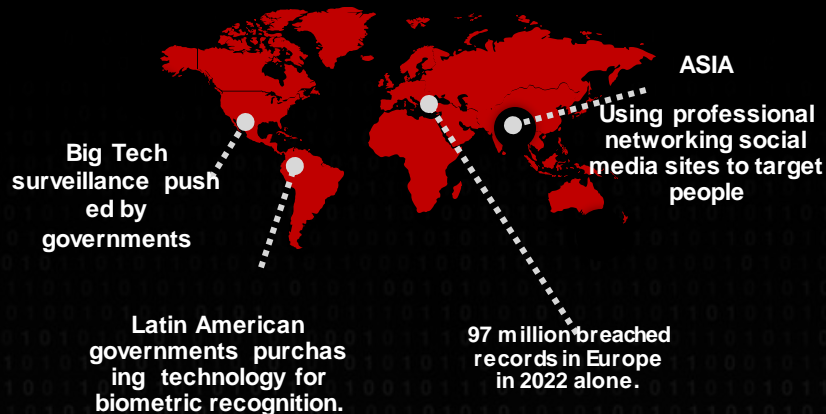 Big Tech
surveillance push
ed by
governments
Latin American
governments purchas
ing technology for
biometric recognition.
97 million breached
records in Europe
in 2022 alone.
ASIA
Using professional
networking social
media sites to target
people